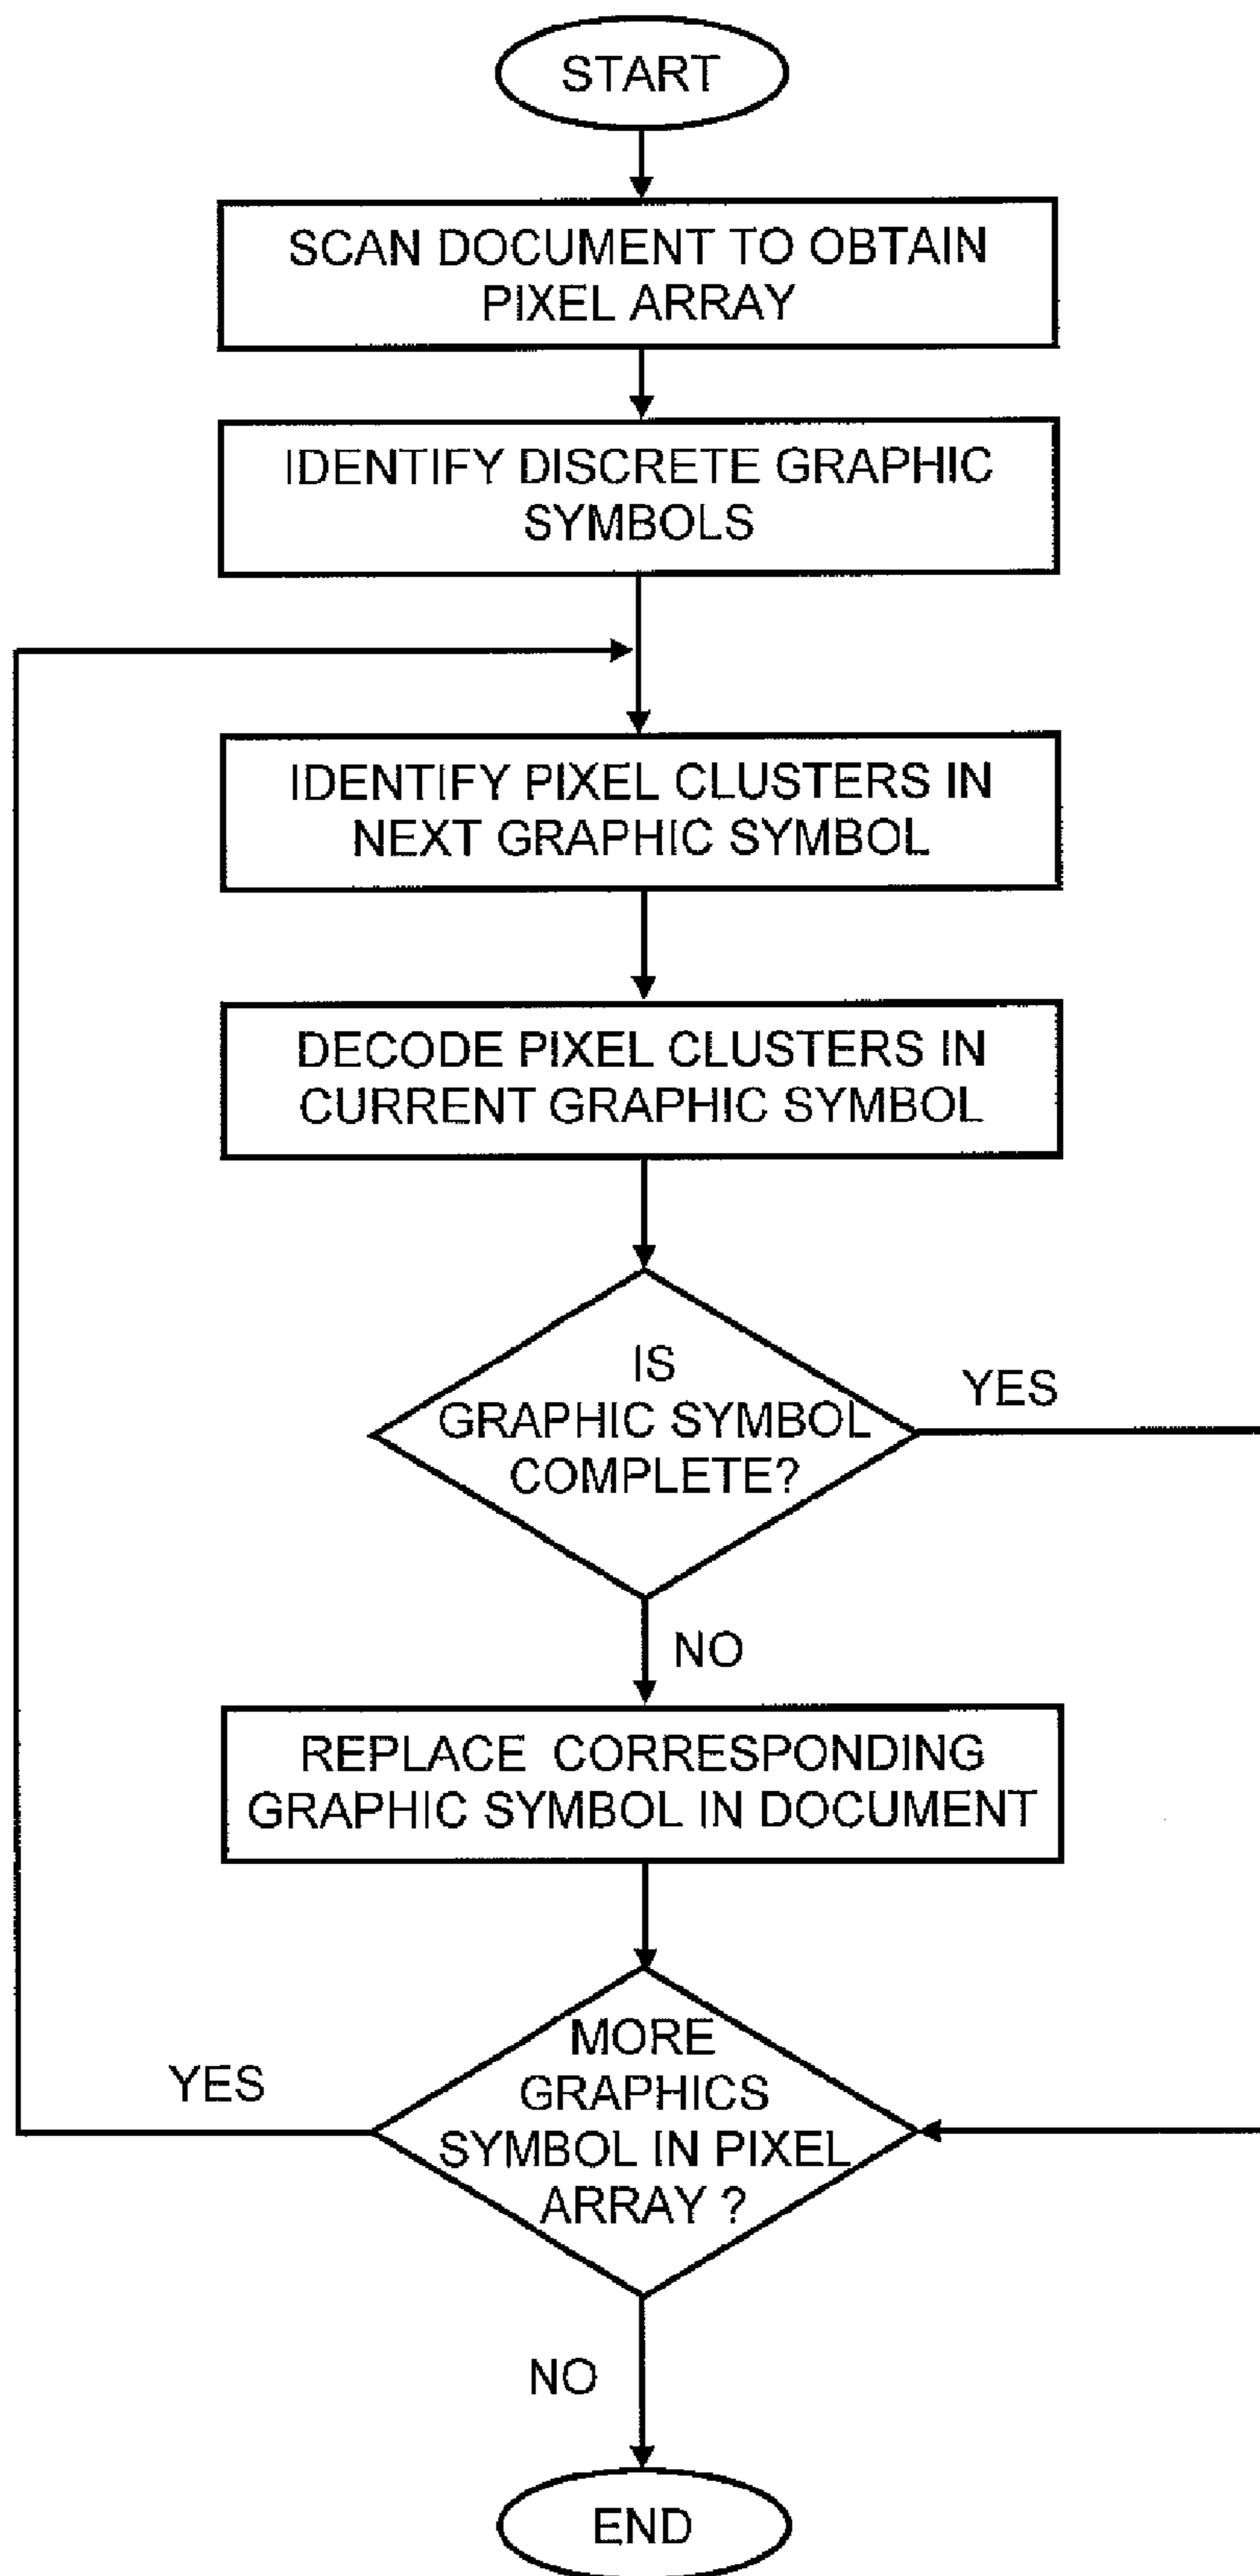 START
SCAN DOCUMENT TO OBTAIN
PIXEL ARRAY
IDENTIFY DISCRETE GRAPHIC
SYMBOLS
IDENTIFY PIXEL CLUSTERS IN
NEXT GRAPHIC SYMBOL
DECODE PIXEL CLUSTERS IN
CURRENT GRAPHIC SYMBOL
IS
GRAPHIC SYMBOL
COMPLETE?
YES
NO
REPLACE CORRESPONDING
GRAPHIC SYMBOL IN DOCUMENT
MORE
GRAPHICS
SYMBOL IN PIXEL
ARRAY ?
YES
NO
END